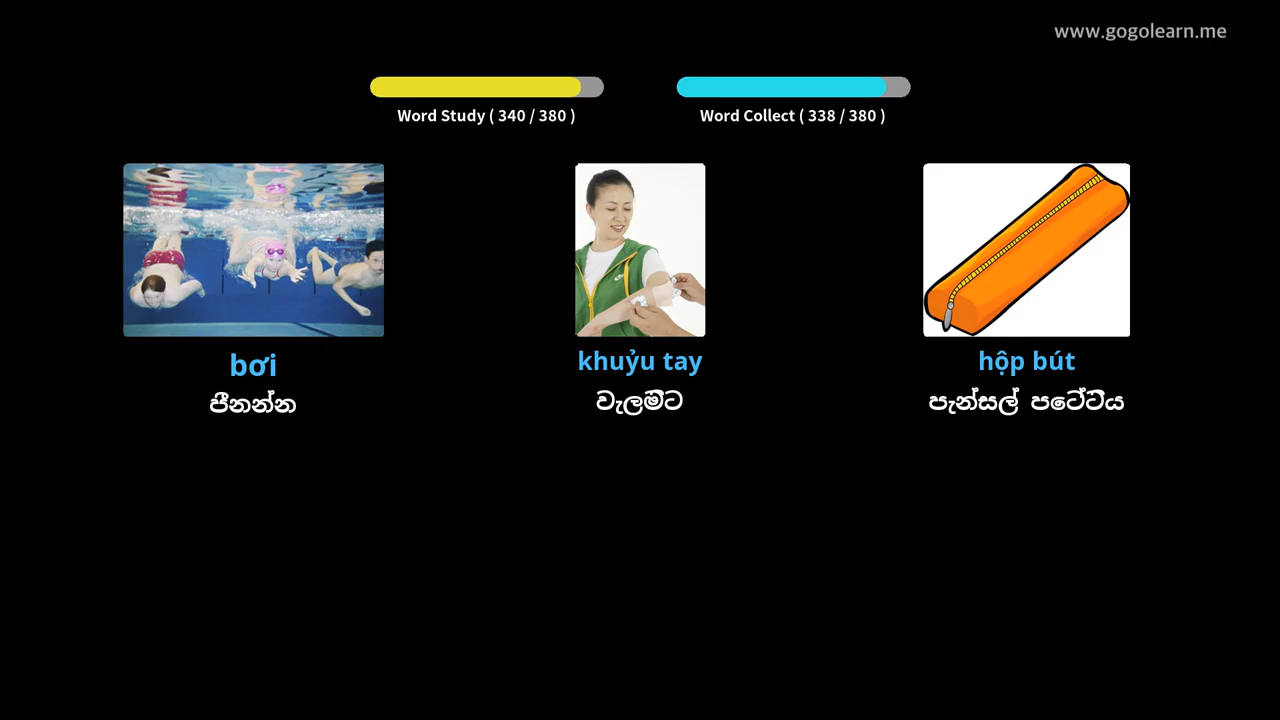 www.gogolearn.me
Word Study ( 340 / 380 )
Word Collect ( 338 / 380 )
bơi
khuỷu tay
hộp bút
පීනන්න
වැලමිට
පැන්සල් පෙට්ටිය